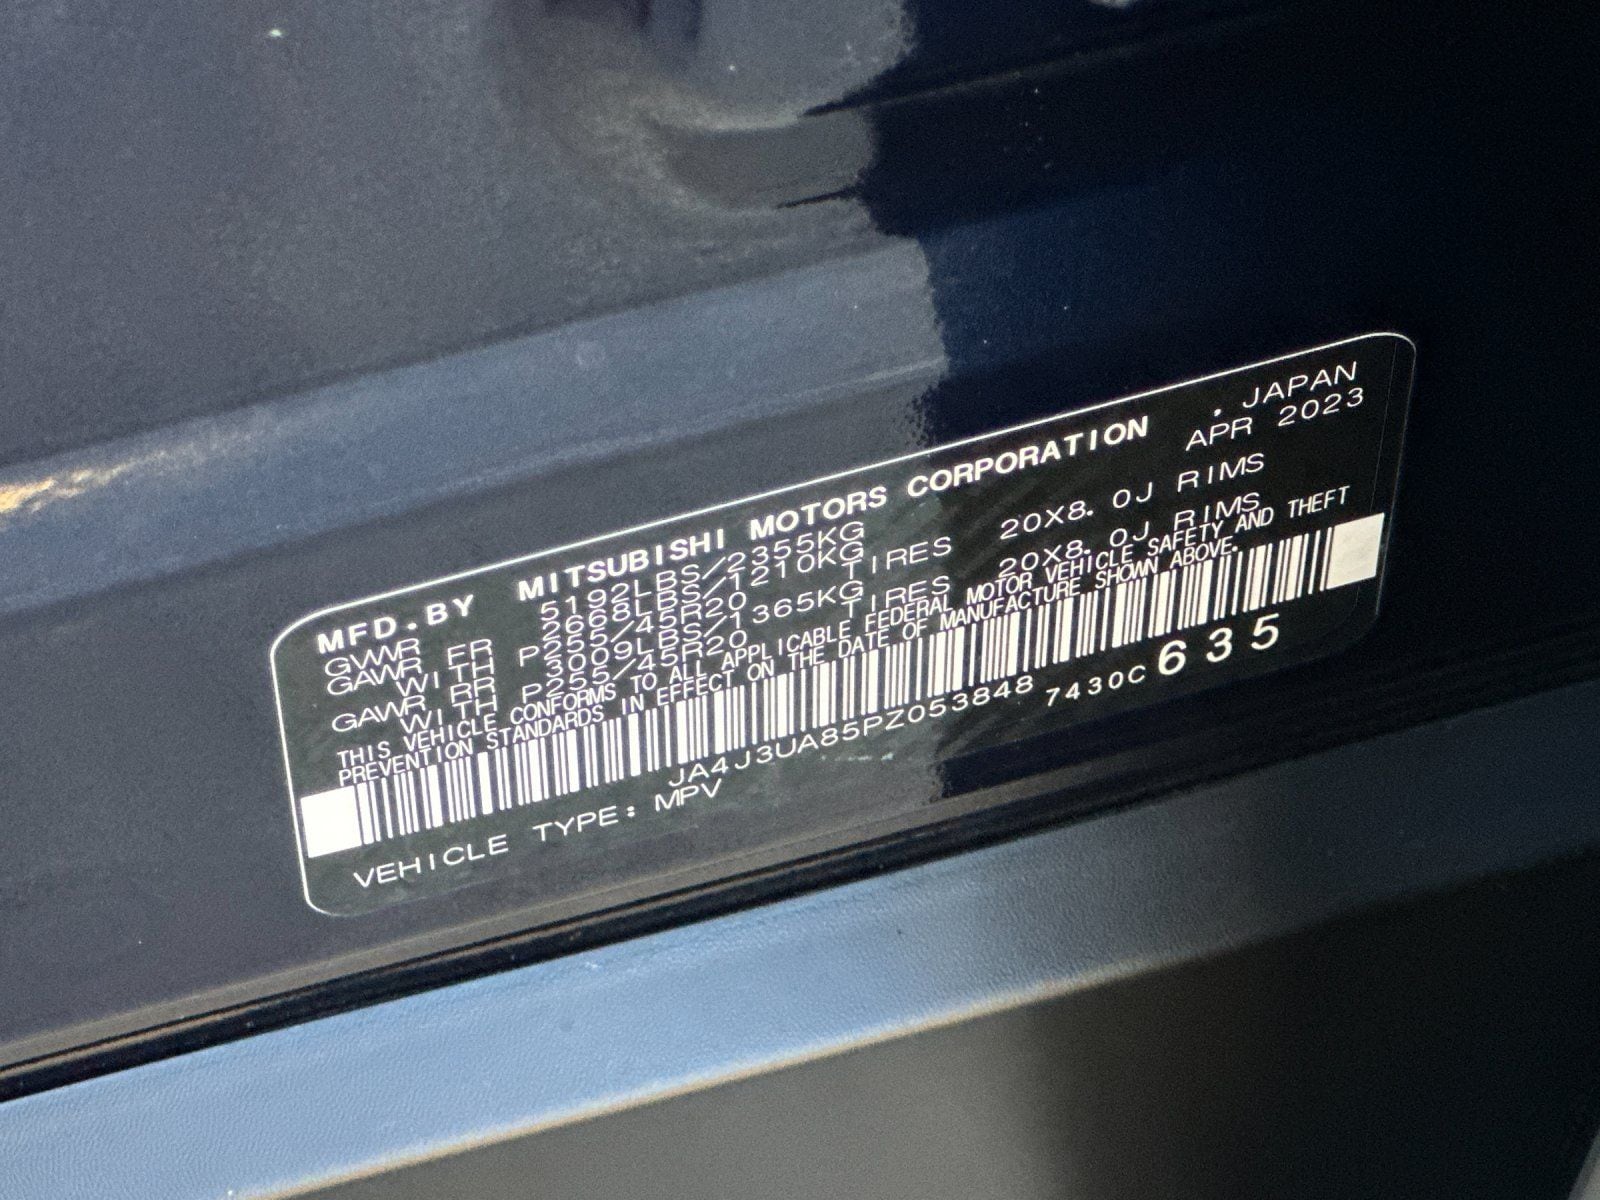 MFD.BY MITSUBISHI MOTORS CORPORATION . JAPAN
GVWR 5192LBS/2355KG APR 2023
GAWR FR 2668LBS/1210KG
WITH P255/45R20 TIRES 20X8.0J RIMS
GAWR RR 3009LBS/1365KG
WITH P255/45R20 TIRES 20X8.0J RIMS
THIS VEHICLE CONFORMS TO ALL APPLICABLE FEDERAL MOTOR VEHICLE SAFETY AND THEFT
PREVENTION STANDARDS IN EFFECT ON THE DATE OF MANUFACTURE SHOWN ABOVE.
JA4J3UA85PZ053848 7430C 635
VEHICLE TYPE: MPV